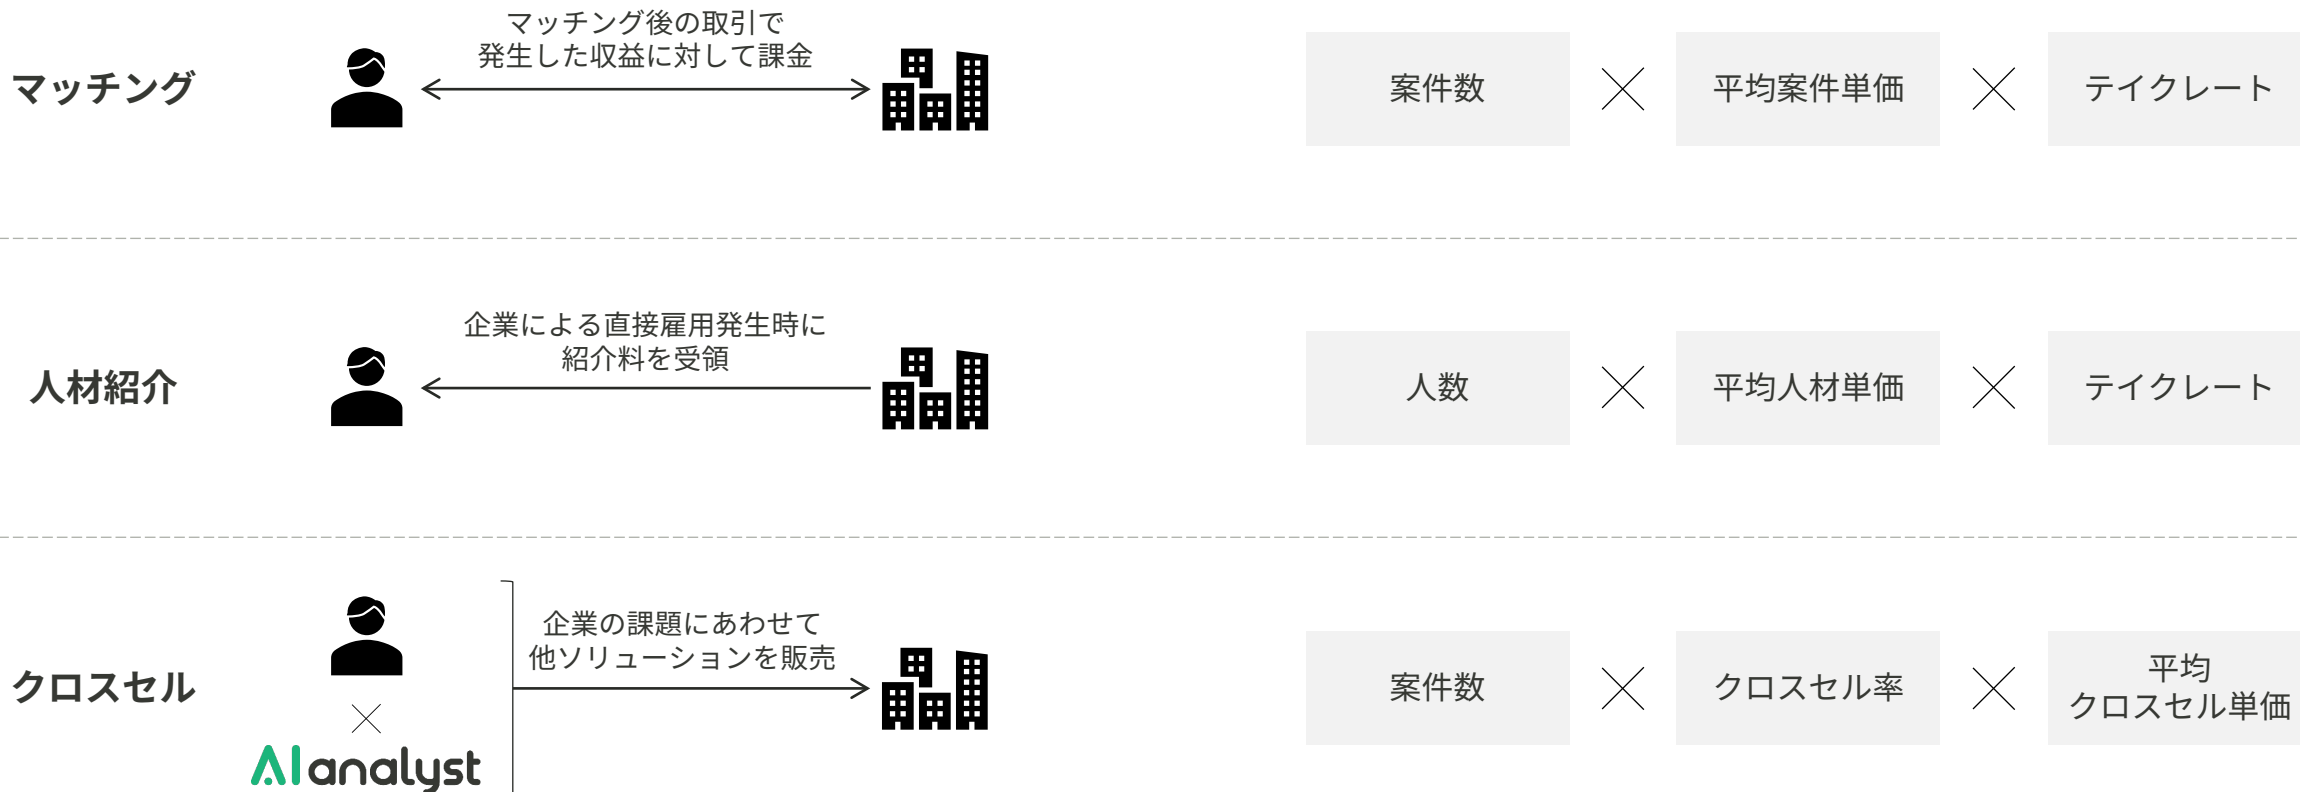 マッチング
マッチング後の取引で
発生した収益に対して課金
案件数
平均案件単価
テイクレート
人材紹介
企業による直接雇用発生時に
紹介料を受領
人数
平均人材単価
テイクレート
クロスセル
AI analyst
企業の課題にあわせて
他ソリューションを販売
案件数
クロスセル率
平均
クロスセル単価